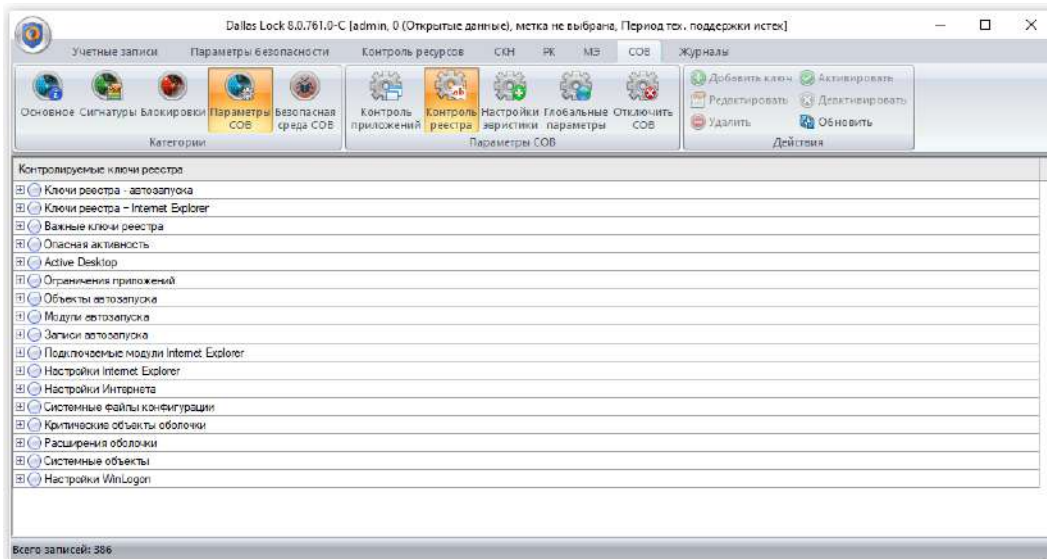 Dallas Lock 8.0.761.0-C [admin, 0 (Открытые данные), метка не выбрана, Период тех. поддержки истек]
Учетные записи Параметры безопасности Контроль ресурсов СКН РК МЭ СОВ Журналы
Основное Сигнатуры Блокировки Параметры СОВ Безопасная среда СОВ
Категории
Контроль приложений Контроль реестра Настройки эвристики Глобальные параметры Отключить СОВ
Параметры СОВ
Добавить ключ Активировать
Редактировать Деактивировать
Удалить Обновить
Действия
Контролируемые ключи реестра
Ключи реестра - автозапуска
Ключи реестра – Internet Explorer
Важные ключи реестра
Опасная активность
Active Desktop
Ограничения приложений
Объекты автозапуска
Модули автозапуска
Записи автозапуска
Подключаемые модули Internet Explorer
Настройки Internet Explorer
Настройки Интернета
Системные файлы конфигурации
Критические объекты оболочки
Расширения оболочки
Системные объекты
Настройки WinLogon
Всего записей: 386